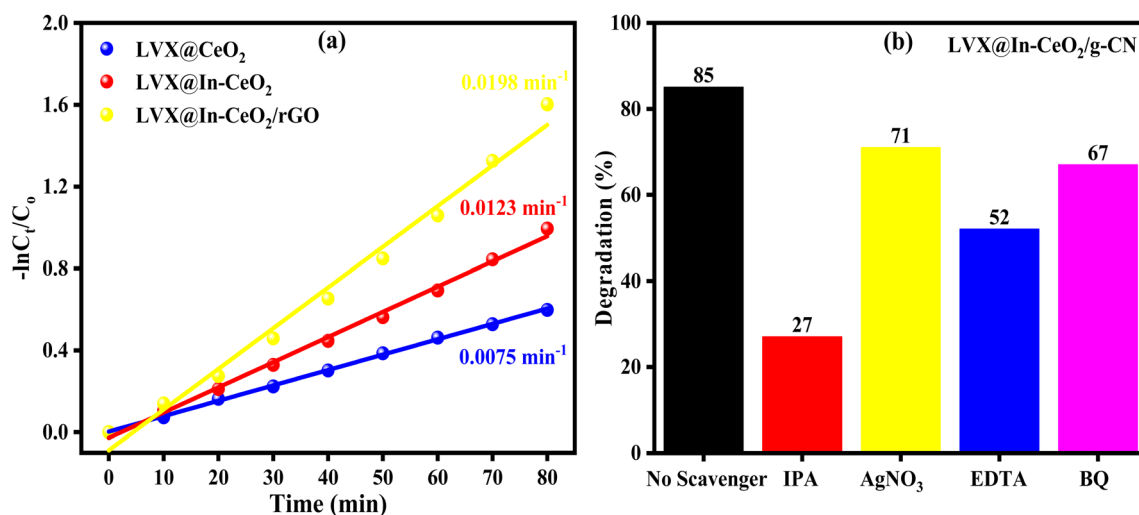 (a)
LVX@CeO₂
LVX@In-CeO₂
LVX@In-CeO₂/rGO
0.0198 min⁻¹
0.0123 min⁻¹
0.0075 min⁻¹
-lnCₜ/Cₒ
2.0
1.6
1.2
0.8
0.4
0.0
0 10 20 30 40 50 60 70 80
Time (min)
(b)
LVX@In-CeO₂/g-CN
Degradation (%)
100
80
60
40
20
0
85
27
71
52
67
No Scavenger IPA AgNO₃ EDTA BQ